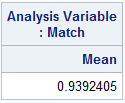 Analysis Variable
: Match
Mean
0.9392405